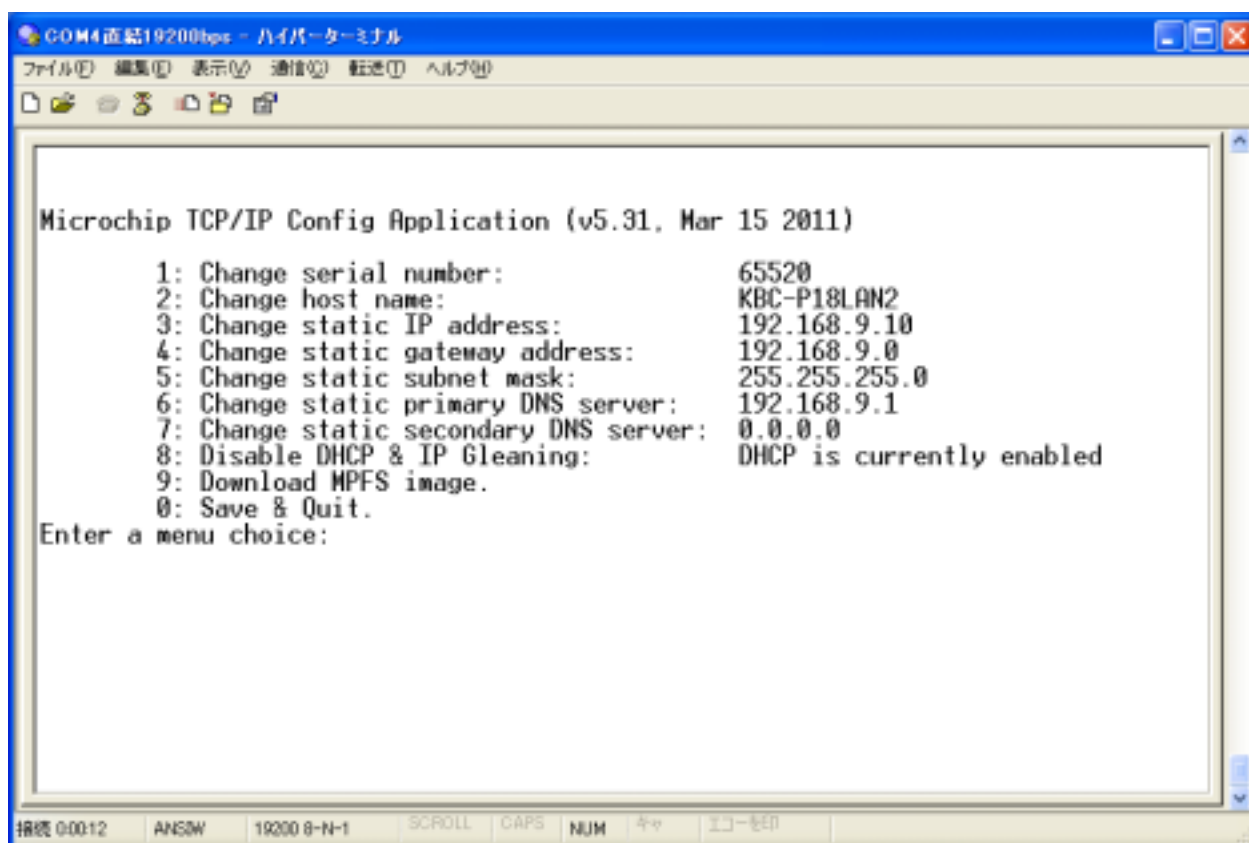 COM4直結19200bps - ハイパーターミナル
ファイル(F) 編集(E) 表示(V) 通信(C) 転送(T) ヘルプ(H)
Microchip TCP/IP Config Application (v5.31, Mar 15 2011)
1: Change serial number: 65520
2: Change host name: KBC-P18LAN2
3: Change static IP address: 192.168.9.10
4: Change static gateway address: 192.168.9.0
5: Change static subnet mask: 255.255.255.0
6: Change static primary DNS server: 192.168.9.1
7: Change static secondary DNS server: 0.0.0.0
8: Disable DHCP & IP Gleaning: DHCP is currently enabled
9: Download MPFS image.
0: Save & Quit.
Enter a menu choice:
接続 0:00:12 ANSIW 19200 8-N-1 SCROLL CAPS NUM キャ エコーを印